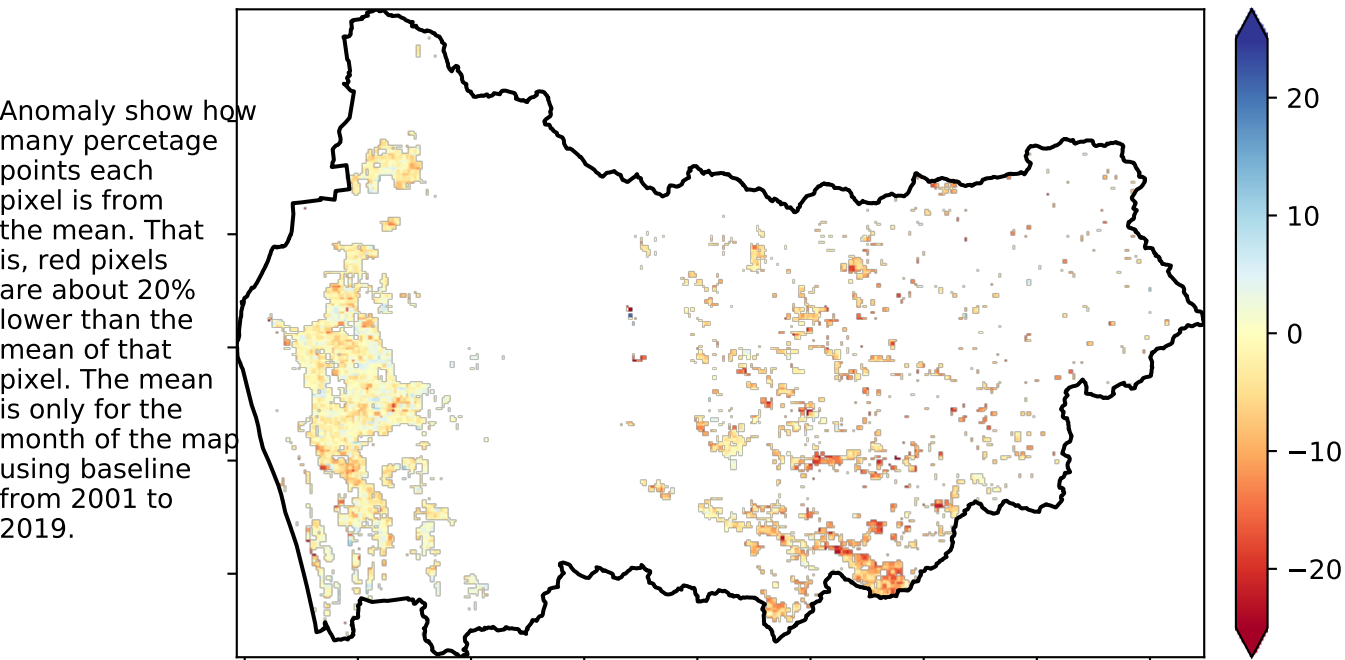 Anomaly show how
many percetage
points each
pixel is from
the mean. That
is, red pixels
are about 20%
lower than the
mean of that
pixel. The mean
is only for the
month of the map
using baseline
from 2001 to
2019.
20
10
0
−10
−20